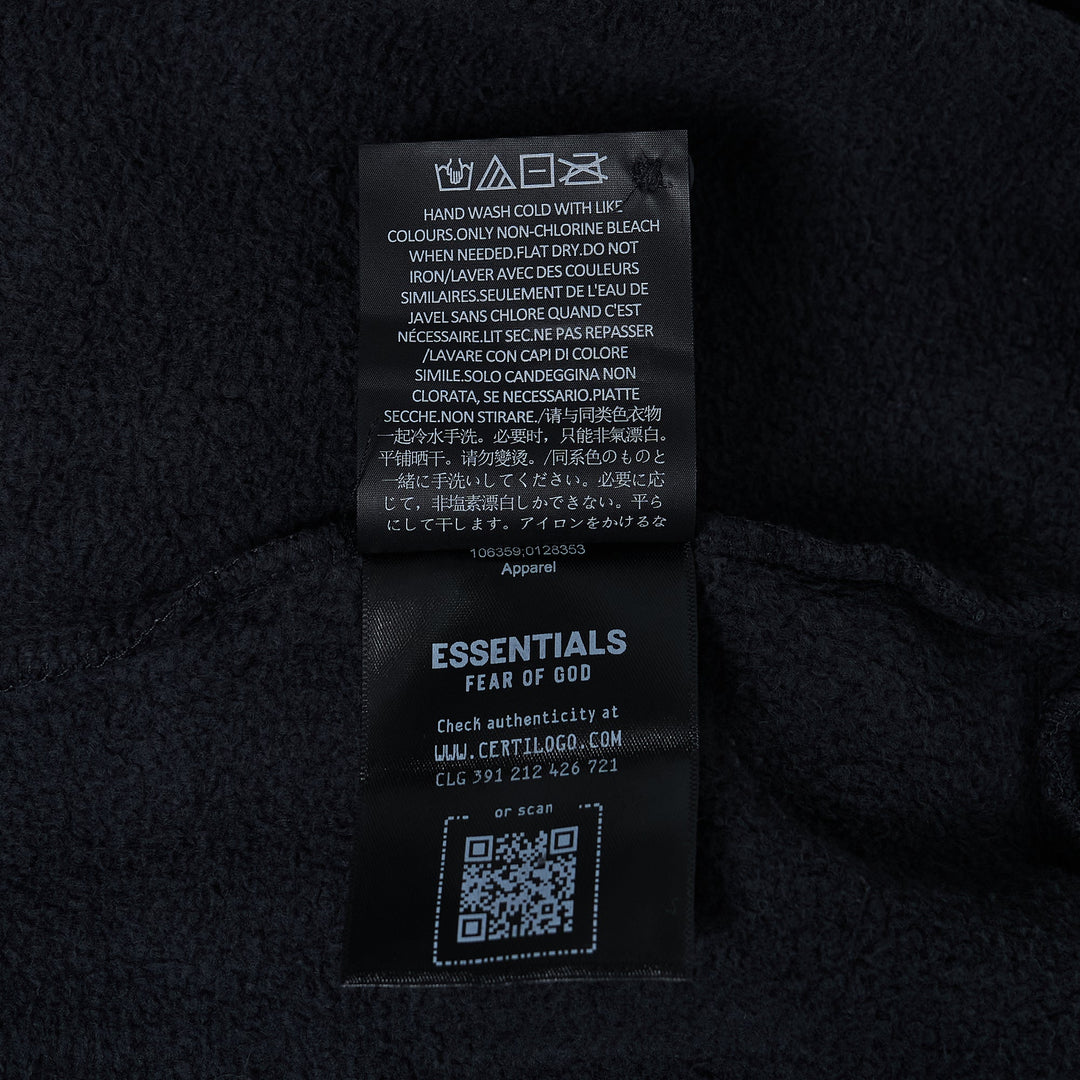 HAND WASH COLD WITH LIKE
COLOURS.ONLY NON-CHLORINE BLEACH
WHEN NEEDED.FLAT DRY.DO NOT
IRON/LAVER AVEC DES COULEURS
SIMILAIRES.SEULEMENT DE L'EAU DE
JAVEL SANS CHLORE QUAND C'EST
NÉCESSAIRE.LIT SEC.NE PAS REPASSER
/LAVARE CON CAPI DI COLORE
SIMILE.SOLO CANDEGGINA NON
CLORATA, SE NECESSARIO.PIATTE
SECCHE.NON STIRARE./请与同类色衣物
一起冷水手洗。必要时，只能非氯漂白。
平铺晒干。请勿變烫。/同系色のものと
一緒に手洗いしてください。必要に応
じて，非塩素漂白しかできない。平ら
にして干します。アイロンをかけるな
106359;0128353
Apparel
ESSENTIALS
FEAR OF GOD
Check authenticity at
WWW.CERTILOGO.COM
CLG 391 212 426 721
or scan